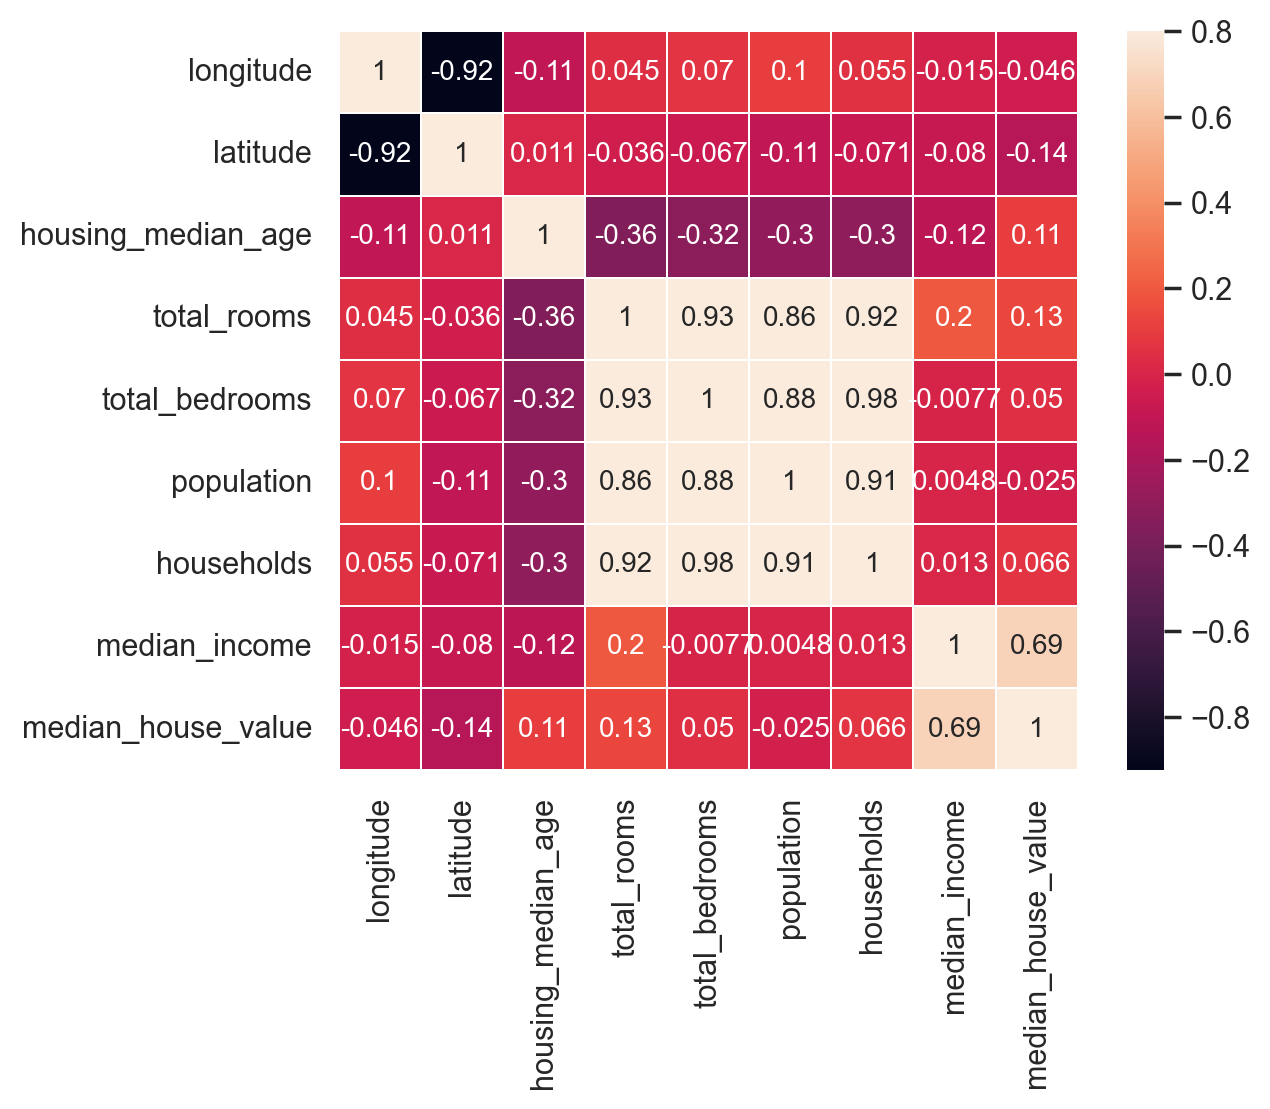 longitude 1 -0.92 -0.11 0.045 0.07 0.1 0.055 -0.015 -0.046
latitude -0.92 1 0.011 -0.036 -0.067 -0.11 -0.071 -0.08 -0.14
housing_median_age -0.11 0.011 1 -0.36 -0.32 -0.3 -0.3 -0.12 0.11
total_rooms 0.045 -0.036 -0.36 1 0.93 0.86 0.92 0.2 0.13
total_bedrooms 0.07 -0.067 -0.32 0.93 1 0.88 0.98 -0.0077 0.05
population 0.1 -0.11 -0.3 0.86 0.88 1 0.91 0.0048 -0.025
households 0.055 -0.071 -0.3 0.92 0.98 0.91 1 0.013 0.066
median_income -0.015 -0.08 -0.12 0.2 -0.0077 0.0048 0.013 1 0.69
median_house_value -0.046 -0.14 0.11 0.13 0.05 -0.025 0.066 0.69 1
longitude
latitude
housing_median_age
total_rooms
total_bedrooms
population
households
median_income
median_house_value
0.8
0.6
0.4
0.2
0.0
−0.2
−0.4
−0.6
−0.8